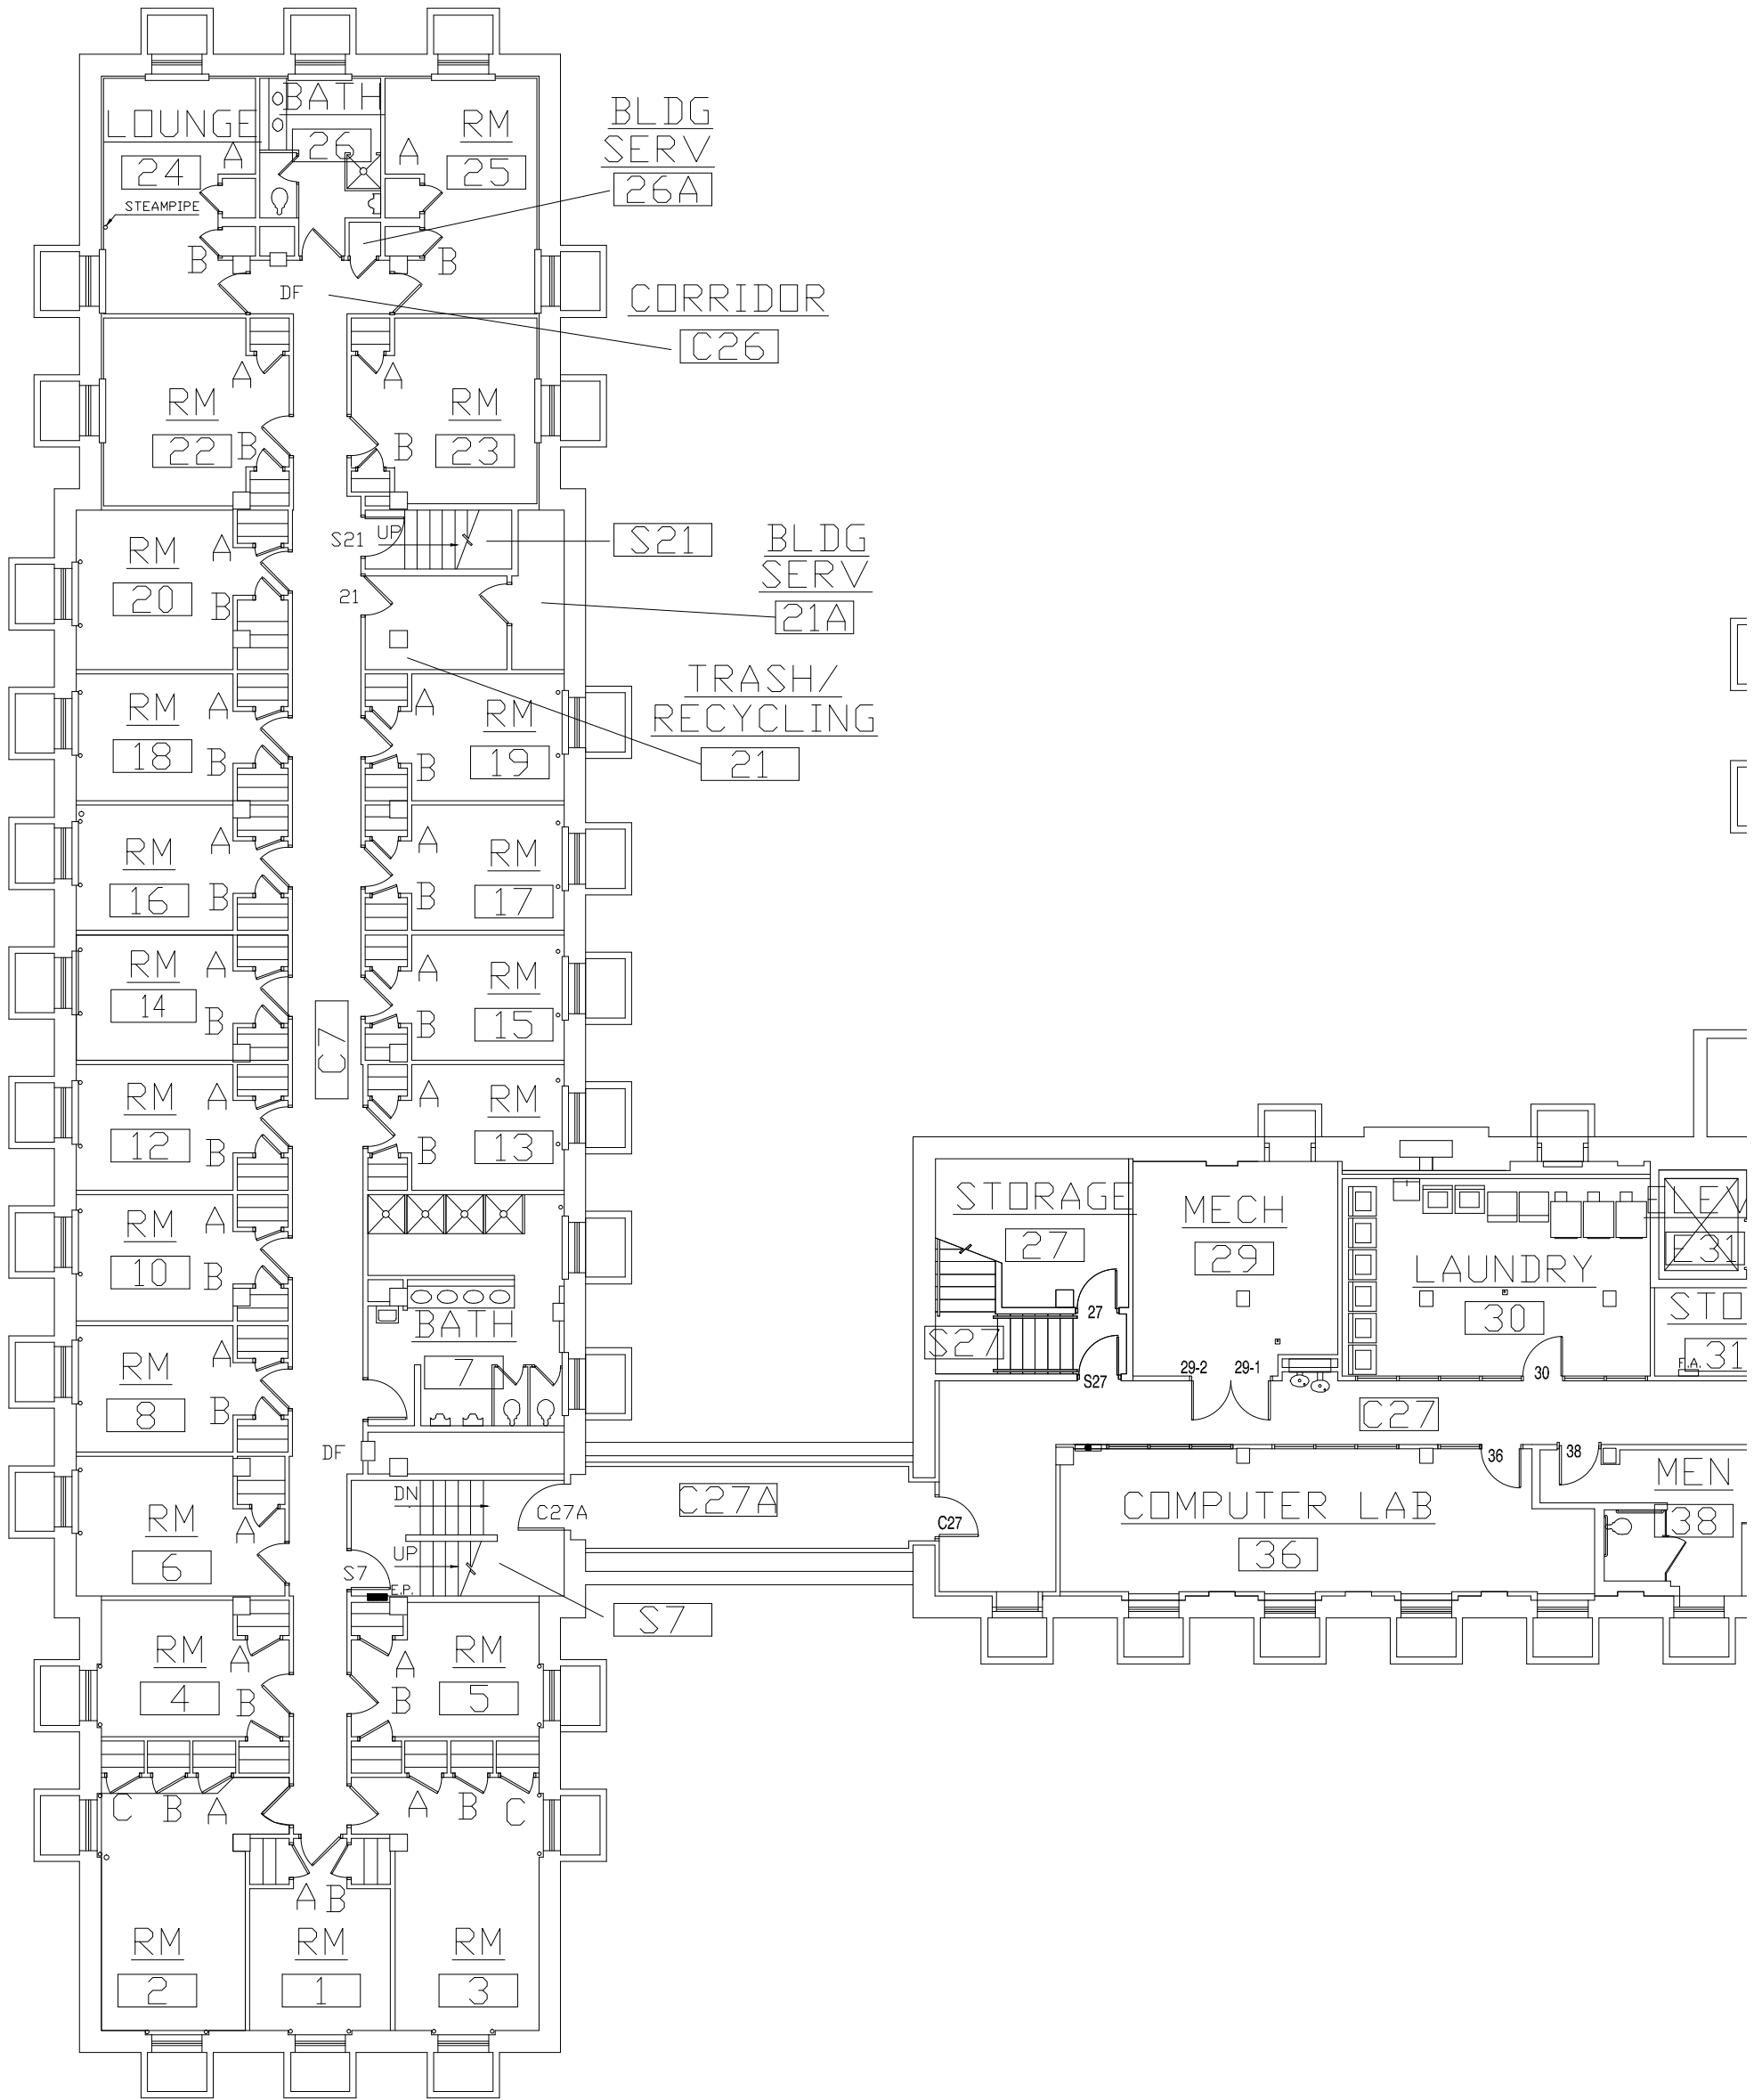 LOUNGE
24
A
STEAMPIPE
B
BATH
26
A
RM
25
B
DF
BLDG
SERV
26A
CORRIDOR
C26
A
RM
22
B
A
RM
23
B
RM
20
A
B
S21
UP
S21
21
BLDG
SERV
21A
TRASH/
RECYCLING
21
RM
18
A
B
A
RM
19
B
RM
16
A
B
A
RM
17
B
RM
14
A
B
A
RM
15
B
C7
RM
12
A
B
A
RM
13
B
RM
10
A
B
BATH
7
RM
8
A
B
DF
RM
6
A
DN
UP
S7
E.P.
C27A
C27A
C27
S7
RM
4
A
B
A
B
RM
5
C
B
A
A
B
C
A
B
RM
2
RM
1
RM
3
STORAGE
27
27
S27
S27
MECH
29
29-2
29-1
LAUNDRY
30
30
E31
31
F.A.
C27
36
38
COMPUTER LAB
36
MEN
38